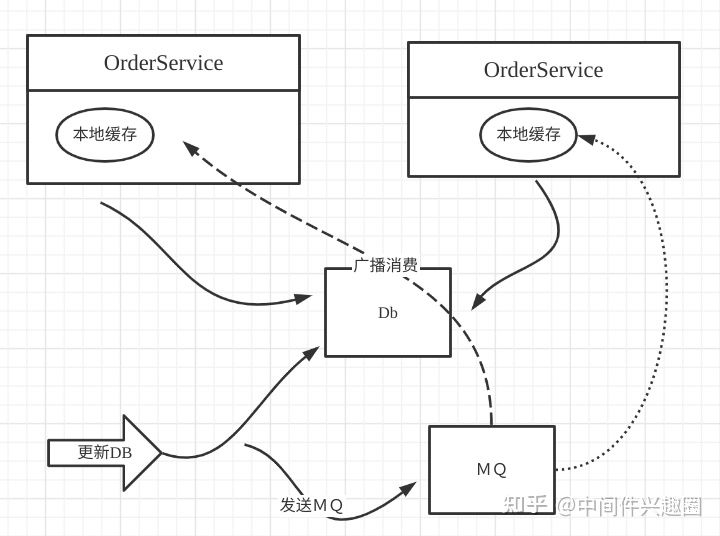 OrderService
OrderService
本地缓存
本地缓存
广播消费
Db
更新DB
MQ
发送MQ
知乎 @中间件兴趣圈